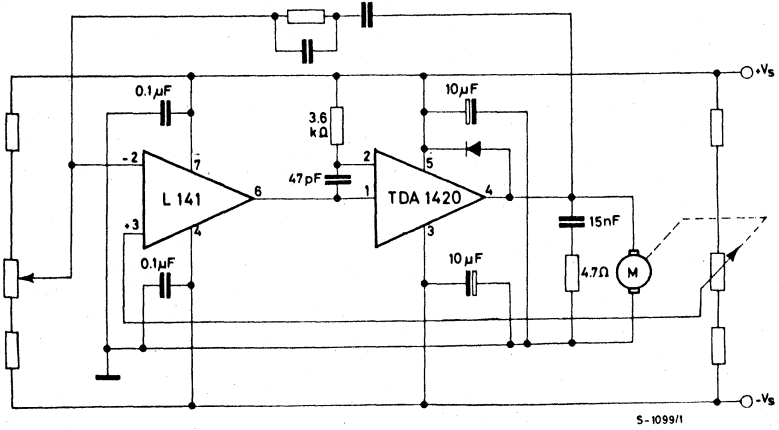 +Vs
0.1µF
10µF
3.6
kΩ
-2
7
2
5
L 141
6
47pF
1
TDA 1420
4
+3
4
3
15nF
0.1µF
10µF
4.7Ω
M
-Vs
S-1099/1